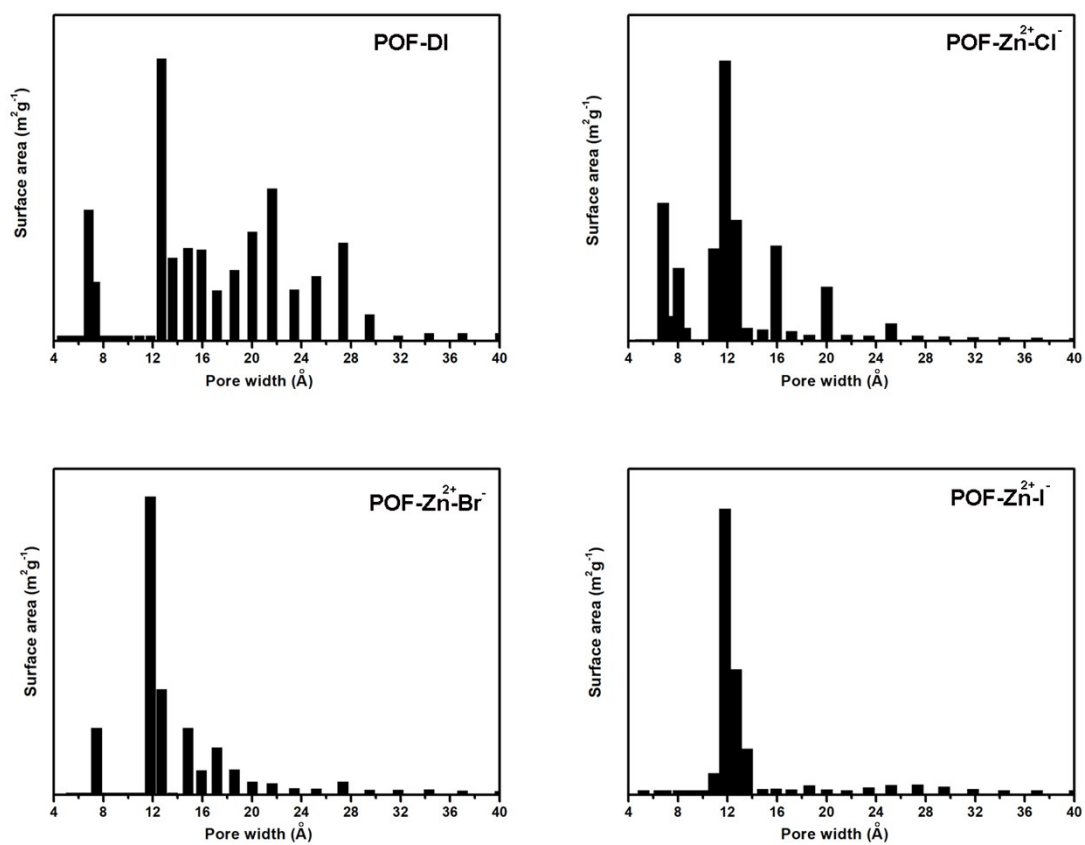 POF-DI
Surface area (m²g⁻¹)
4 8 12 16 20 24 28 32 36 40
Pore width (Å)
POF-Zn²⁺-Cl⁻
Surface area (m²g⁻¹)
4 8 12 16 20 24 28 32 36 40
Pore width (Å)
POF-Zn²⁺-Br⁻
Surface area (m²g⁻¹)
4 8 12 16 20 24 28 32 36 40
Pore width (Å)
POF-Zn²⁺-I⁻
Surface area (m²g⁻¹)
4 8 12 16 20 24 28 32 36 40
Pore width (Å)